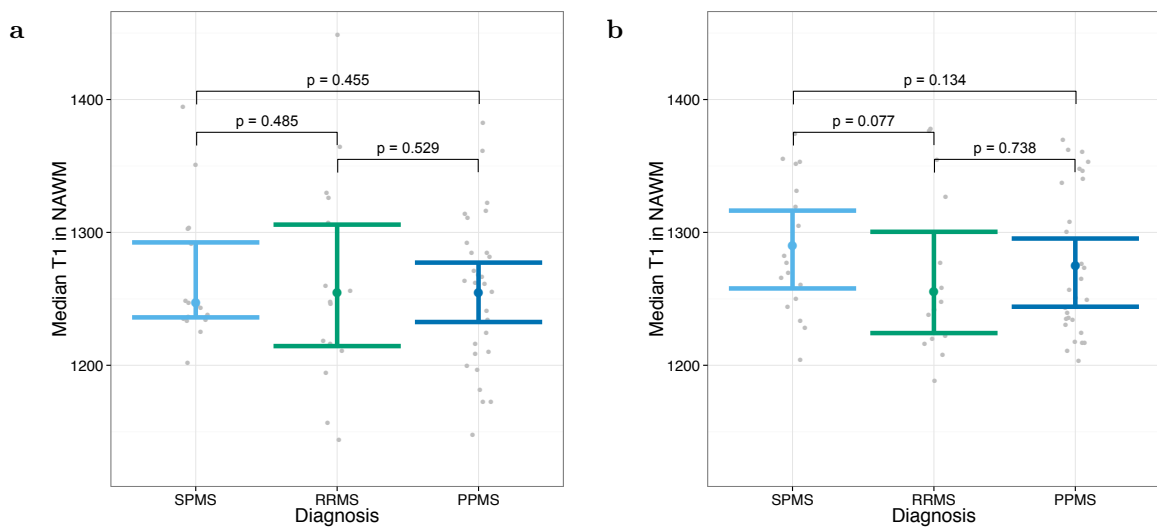 a
Median T1 in NAWM
1400
1300
1200
p = 0.455
p = 0.485
p = 0.529
SPMS RRMS PPMS
Diagnosis
b
Median T1 in NAWM
1400
1300
1200
p = 0.134
p = 0.077
p = 0.738
SPMS RRMS PPMS
Diagnosis